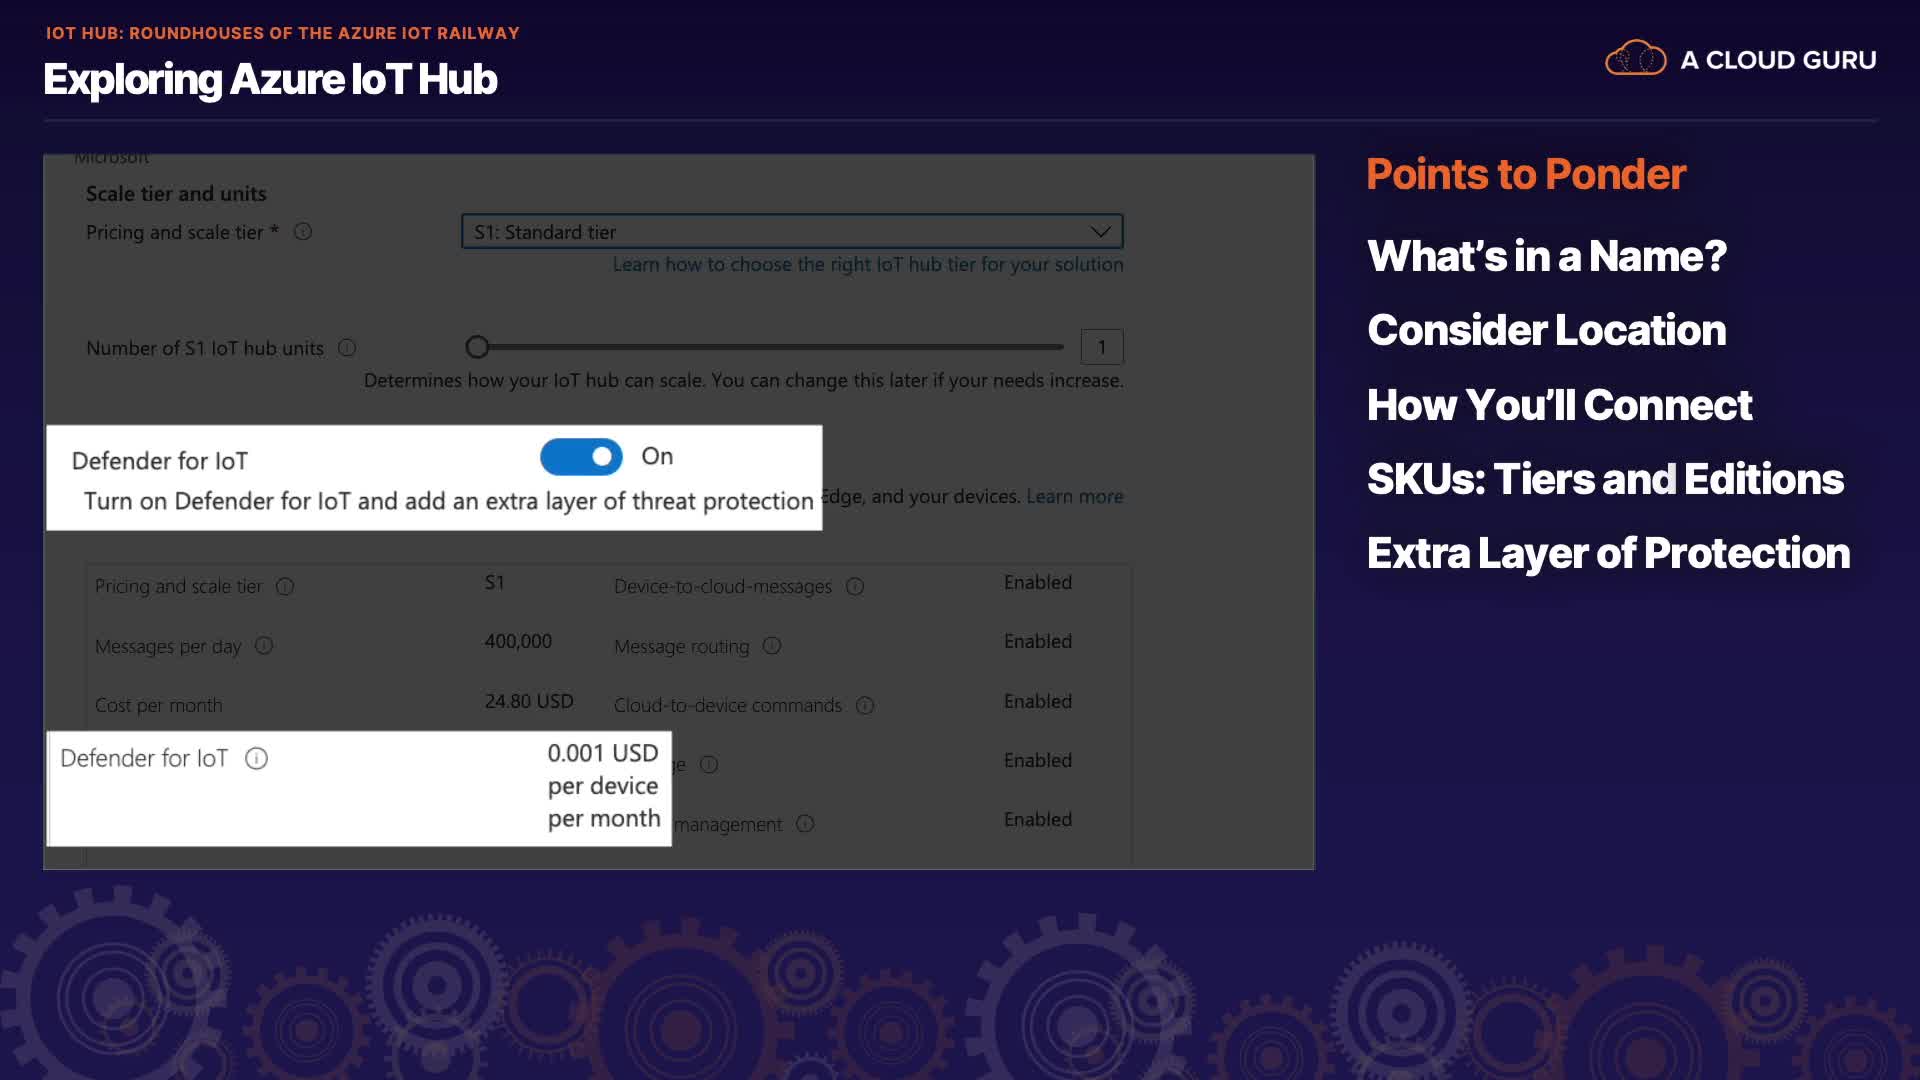 IOT HUB: ROUNDHOUSES OF THE AZURE IOT RAILWAY
Exploring Azure IoT Hub
A CLOUD GURU
Microsoft
Scale tier and units
Pricing and scale tier *
S1: Standard tier
Learn how to choose the right IoT hub tier for your solution
Number of S1 IoT hub units
1
Determines how your IoT hub can scale. You can change this later if your needs increase.
Defender for IoT
On
Turn on Defender for IoT and add an extra layer of threat protection
Edge, and your devices. Learn more
Pricing and scale tier S1 Device-to-cloud-messages Enabled
Messages per day 400,000 Message routing Enabled
Cost per month 24.80 USD Cloud-to-device commands Enabled
Defender for IoT 0.001 USD
per device
per month
Enabled
management Enabled
Points to Ponder
What's in a Name?
Consider Location
How You'll Connect
SKUs: Tiers and Editions
Extra Layer of Protection